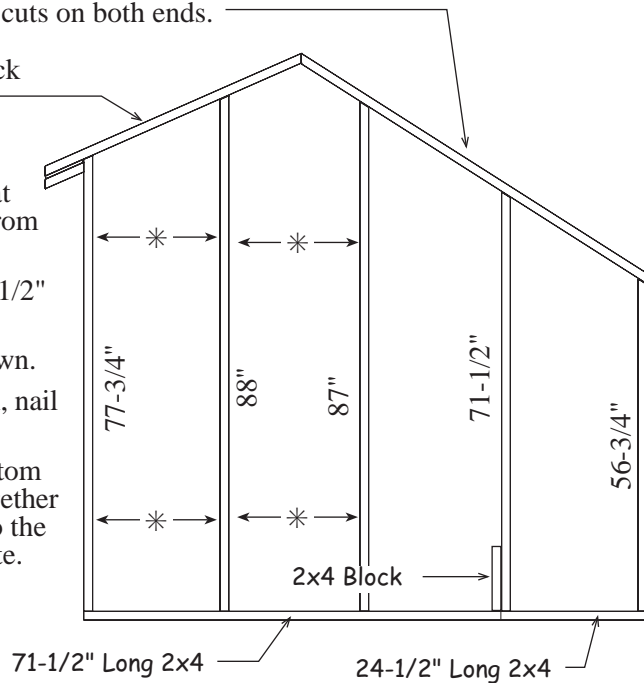 cuts on both ends.
ck
at
rom
1/2"
wn.
, nail
tom
ether
o the
te.
77-3/4"
88"
87"
71-1/2"
56-3/4"
2x4 Block
71-1/2" Long 2x4
24-1/2" Long 2x4